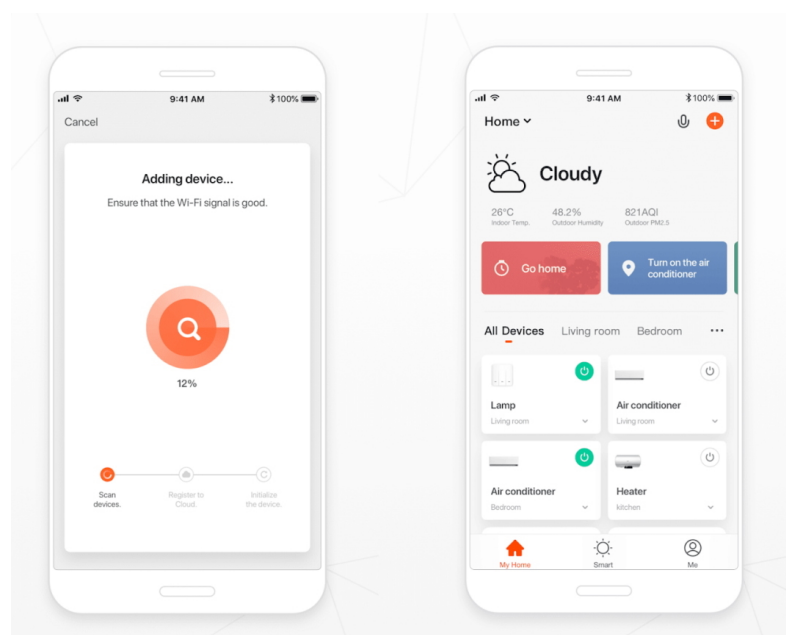 9:41 AM
100%
Cancel
Adding device...
Ensure that the Wi-Fi signal is good.
12%
Scan
devices.
Register to
Cloud.
Initialize
the device.
9:41 AM
100%
Home
Cloudy
26°C
Indoor Temp.
48.2%
Outdoor Humidity
821AQI
Outdoor PM2.5
Go home
Turn on the air
conditioner
All Devices
Living room
Bedroom
Lamp
Living room
Air conditioner
Living room
Air conditioner
Bedroom
Heater
kitchen
My Home
Smart
Me